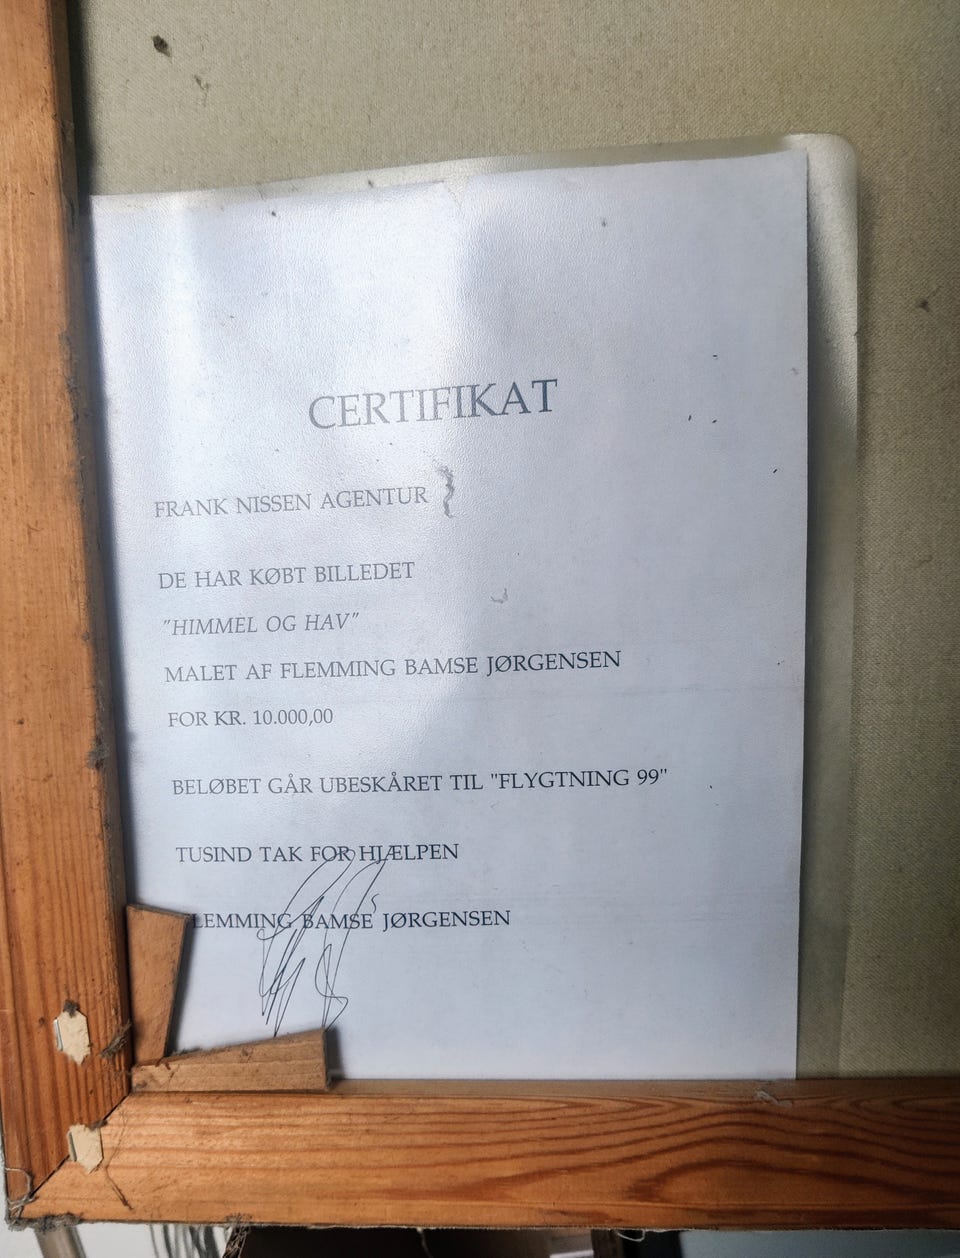 CERTIFIKAT
FRANK NISSEN AGENTUR
DE HAR KØBT BILLEDET
"HIMMEL OG HAV"
MALET AF FLEMMING BAMSE JØRGENSEN
FOR KR. 10.000,00
BELØBET GÅR UBESKÅRET TIL "FLYGTNING 99"
TUSIND TAK FOR HJÆLPEN
FLEMMING BAMSE JØRGENSEN